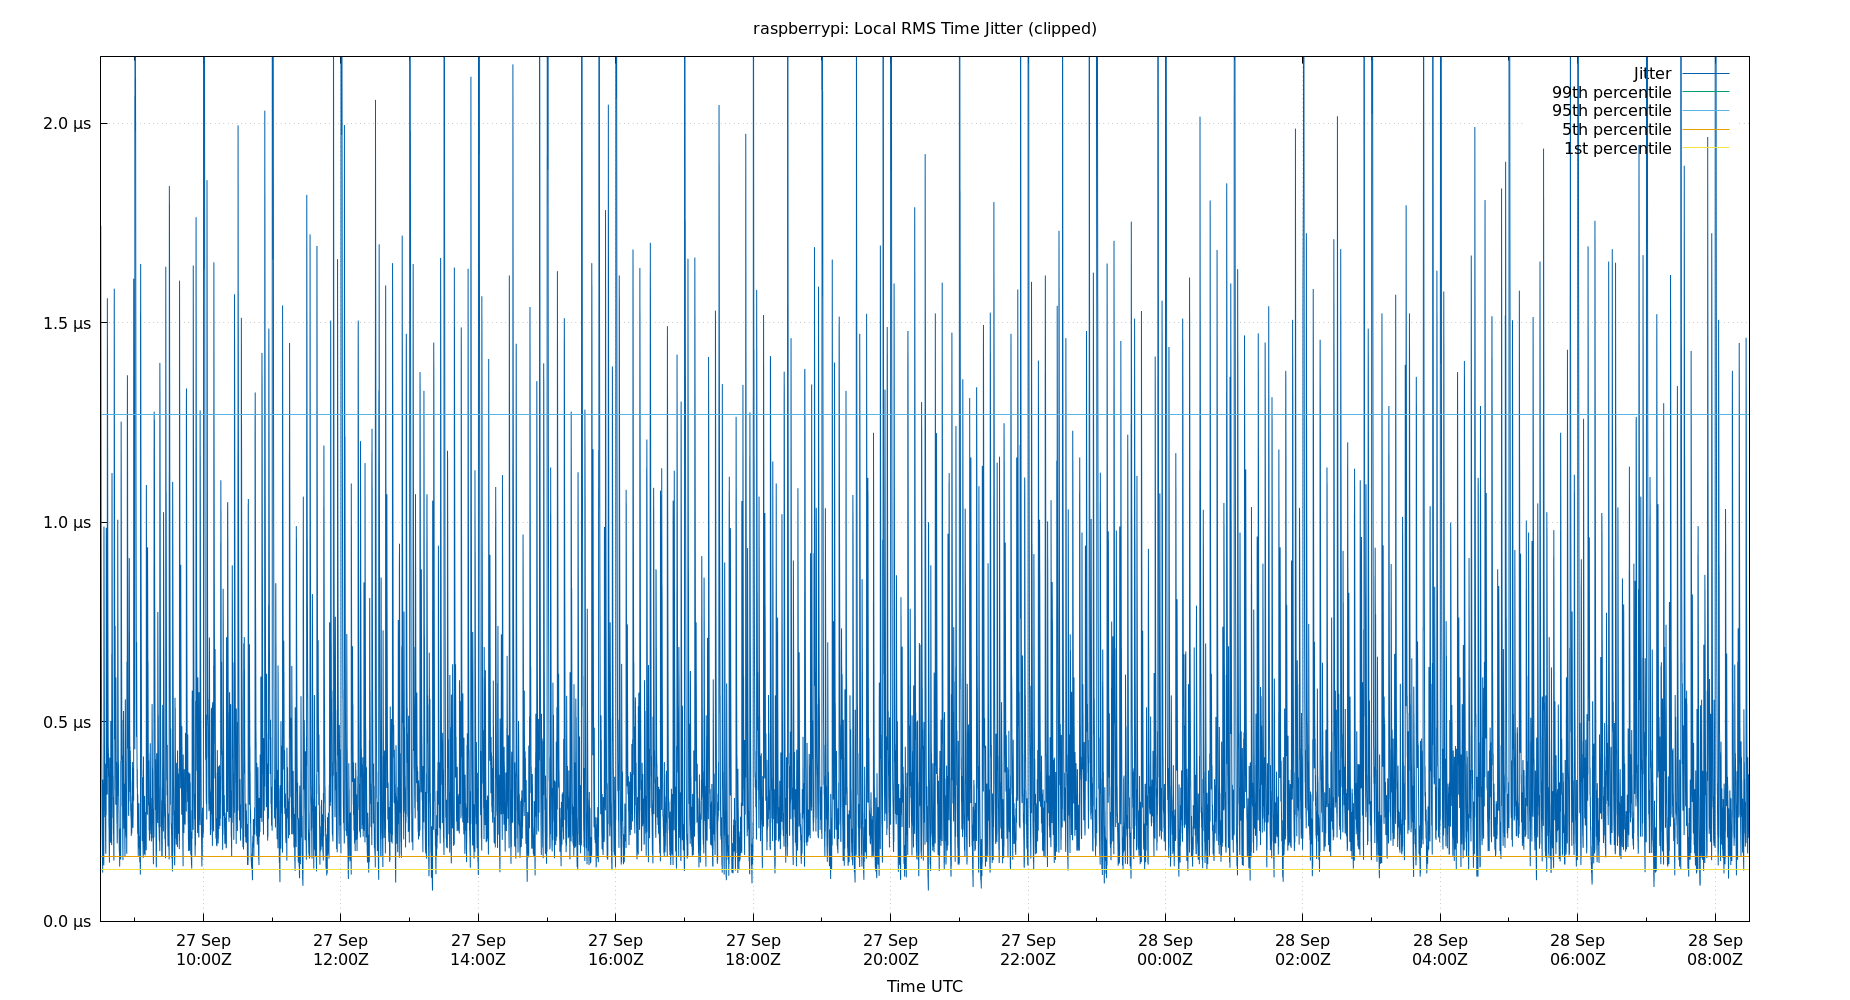 raspberrypi: Local RMS Time Jitter (clipped)
Jitter
99th percentile
95th percentile
5th percentile
1st percentile
2.0 µs
1.5 µs
1.0 µs
0.5 µs
0.0 µs
27 Sep 27 Sep 27 Sep 27 Sep 27 Sep 27 Sep 27 Sep 28 Sep 28 Sep 28 Sep 28 Sep 28 Sep
10:00Z 12:00Z 14:00Z 16:00Z 18:00Z 20:00Z 22:00Z 00:00Z 02:00Z 04:00Z 06:00Z 08:00Z
Time UTC